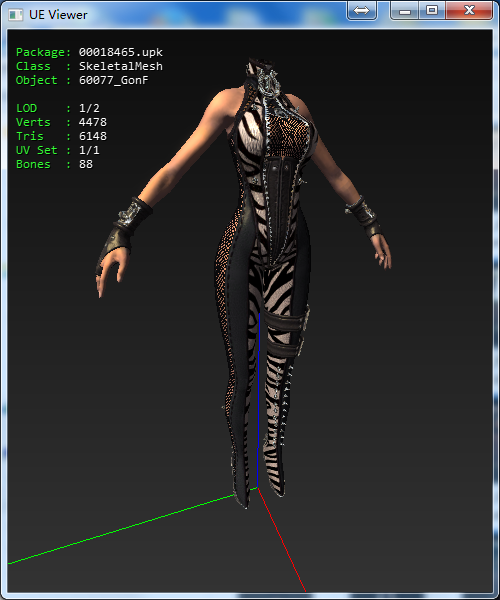 UE Viewer
Package: 00018465.upk
Class : SkeletalMesh
Object : 60077_GonF
LOD : 1/2
Verts : 4478
Tris : 6148
UV Set : 1/1
Bones : 88